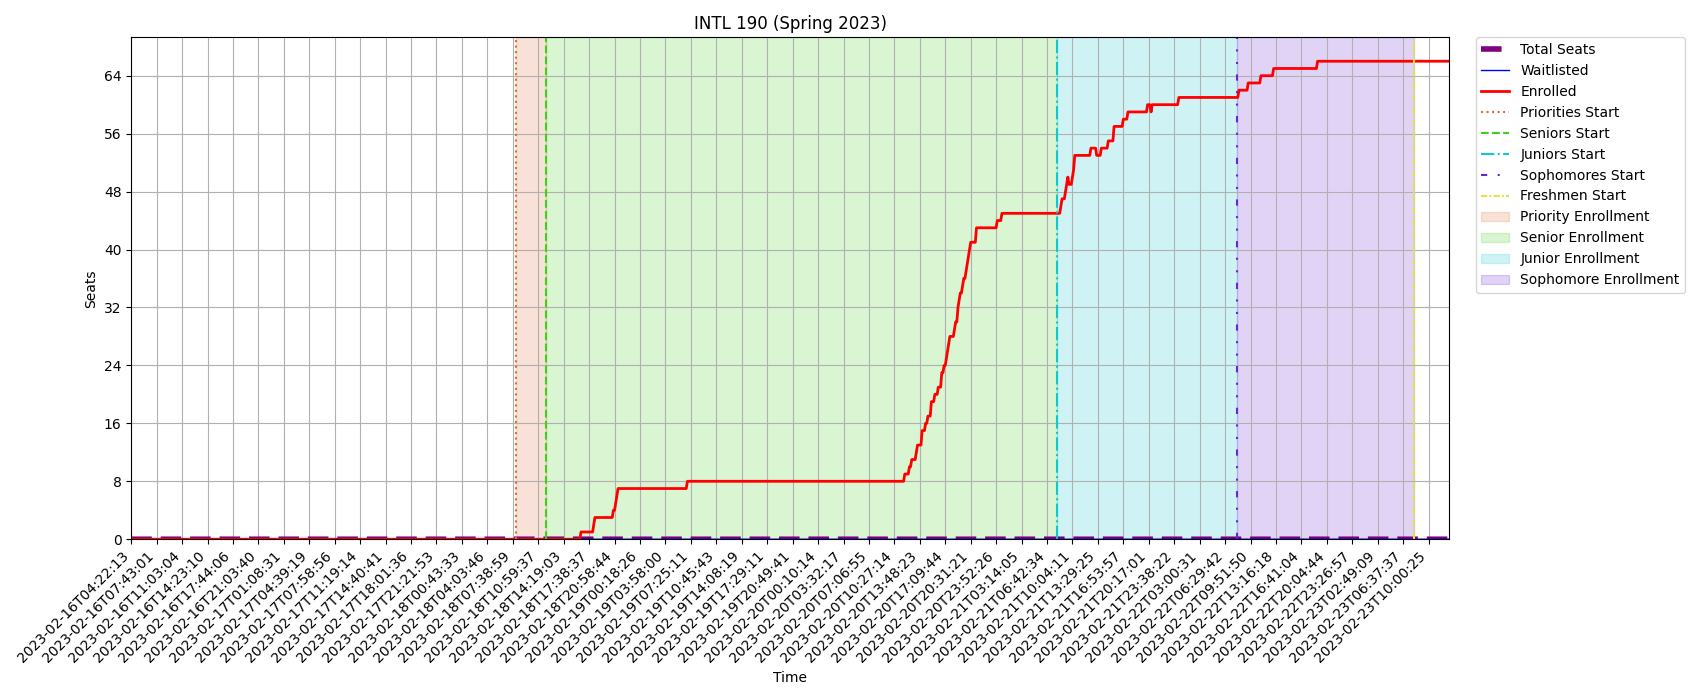 INTL 190 (Spring 2023)
Total Seats
Waitlisted
Enrolled
Priorities Start
Seniors Start
Juniors Start
Sophomores Start
Freshmen Start
Priority Enrollment
Senior Enrollment
Junior Enrollment
Sophomore Enrollment
Seats
64
56
48
40
32
24
16
8
0
2023-02-16T04:22:13
2023-02-16T07:43:01
2023-02-16T11:03:04
2023-02-16T14:23:10
2023-02-16T17:44:06
2023-02-16T21:03:40
2023-02-17T01:08:31
2023-02-17T04:39:19
2023-02-17T07:58:56
2023-02-17T11:19:14
2023-02-17T14:40:41
2023-02-17T18:01:36
2023-02-17T21:21:53
2023-02-18T00:43:33
2023-02-18T04:03:46
2023-02-18T07:38:59
2023-02-18T10:59:37
2023-02-18T14:19:03
2023-02-18T17:38:37
2023-02-18T20:58:44
2023-02-19T00:18:26
2023-02-19T03:58:00
2023-02-19T07:25:11
2023-02-19T10:45:43
2023-02-19T14:08:19
2023-02-19T17:29:11
2023-02-19T20:49:41
2023-02-20T00:10:14
2023-02-20T03:32:17
2023-02-20T07:06:55
2023-02-20T10:27:14
2023-02-20T13:48:23
2023-02-20T17:09:44
2023-02-20T20:31:21
2023-02-20T23:52:26
2023-02-21T03:14:05
2023-02-21T06:42:34
2023-02-21T10:04:11
2023-02-21T13:29:25
2023-02-21T16:53:57
2023-02-21T20:17:01
2023-02-21T23:38:22
2023-02-22T03:00:31
2023-02-22T06:29:42
2023-02-22T09:51:50
2023-02-22T13:16:18
2023-02-22T16:41:04
2023-02-22T20:04:44
2023-02-22T23:26:57
2023-02-23T02:49:09
2023-02-23T06:37:37
2023-02-23T10:00:25
Time